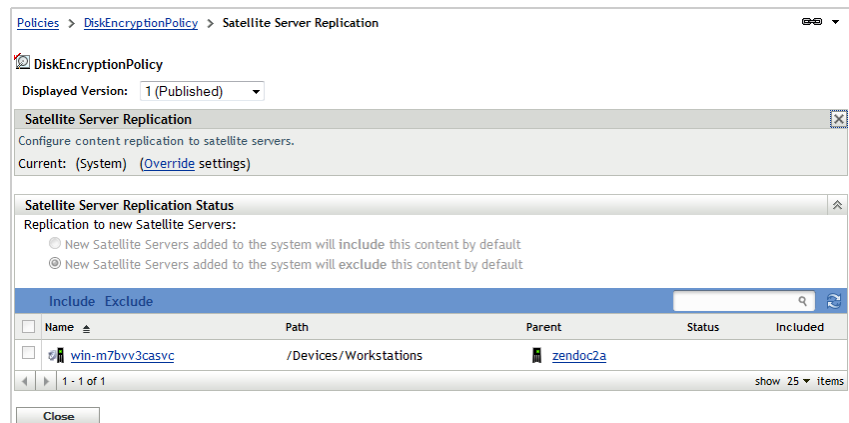 Policies > DiskEncryptionPolicy > Satellite Server Replication
DiskEncryptionPolicy
Displayed Version: 1 (Published)
Satellite Server Replication
Configure content replication to satellite servers.
Current: (System) (Override settings)
Satellite Server Replication Status
Replication to new Satellite Servers:
New Satellite Servers added to the system will include this content by default
New Satellite Servers added to the system will exclude this content by default
Include Exclude
Name Path Parent Status Included
win-m7bvv3casvc /Devices/Workstations zendoc2a
1 - 1 of 1 show 25 items
Close